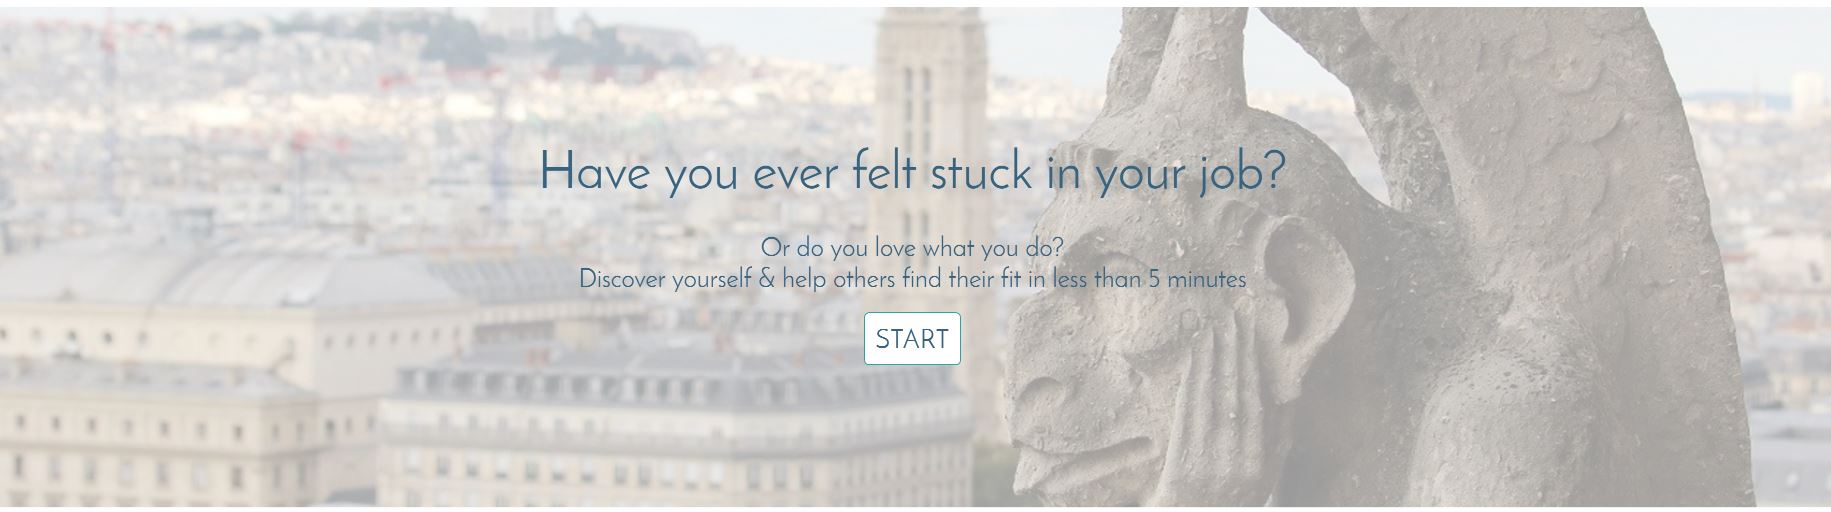 Have you ever felt stuck in your job?
Or do you love what you do?
Discover yourself & help others find their fit in less than 5 minutes
START